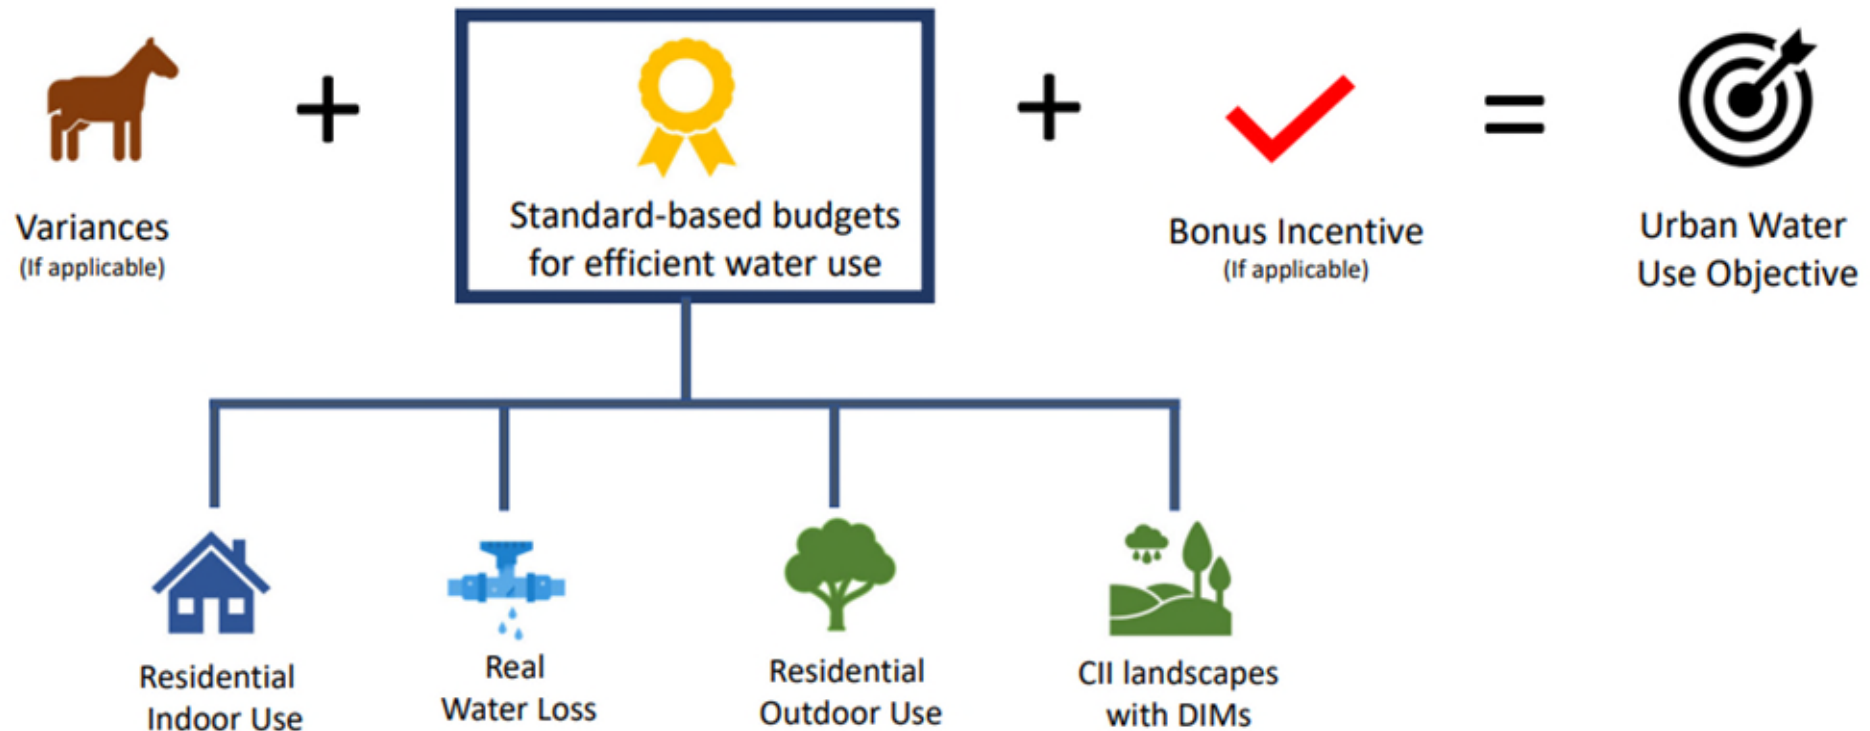 +
+
=
Variances
(If applicable)
Standard-based budgets
for efficient water use
Bonus Incentive
(If applicable)
Urban Water
Use Objective
Residential
Indoor Use
Real
Water Loss
Residential
Outdoor Use
CII landscapes
with DIMs